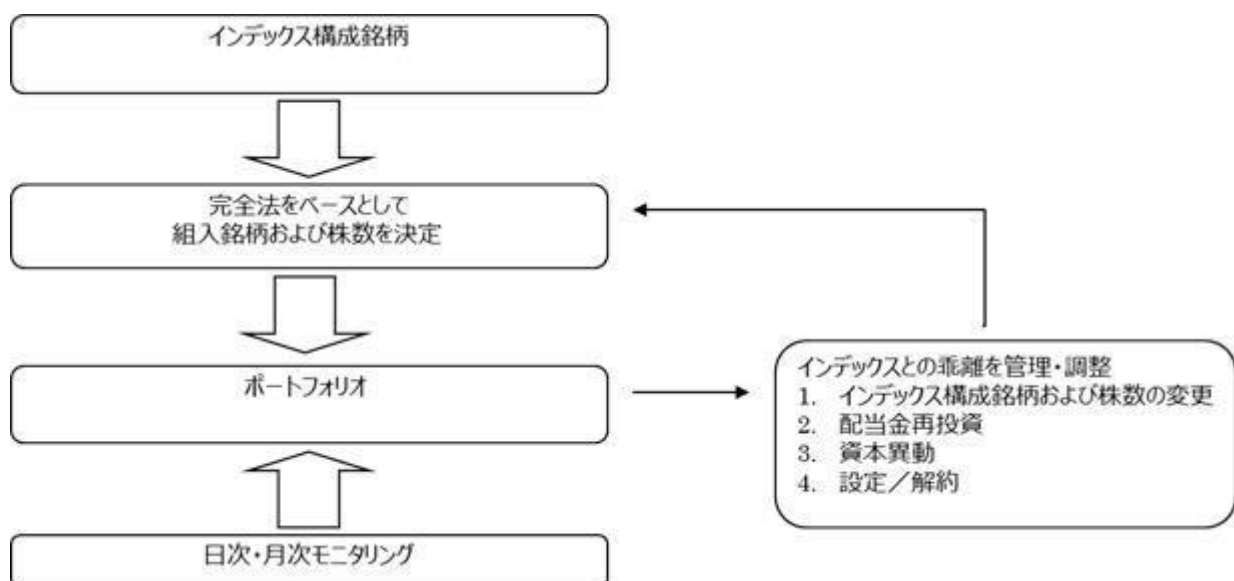 インデックス構成銘柄
完全法をベースとして
組入銘柄および株数を決定
ポートフォリオ
インデックスとの乖離を管理・調整
1. インデックス構成銘柄および株数の変更
2. 配当金再投資
3. 資本異動
4. 設定／解約
日次・月次モニタリング